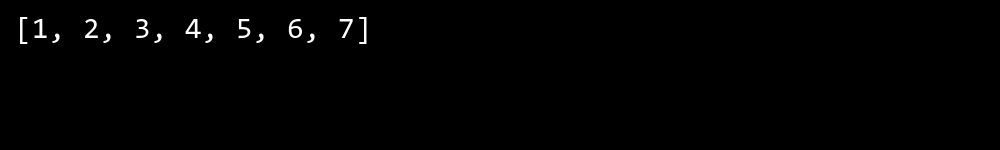 [1, 2, 3, 4, 5, 6, 7]